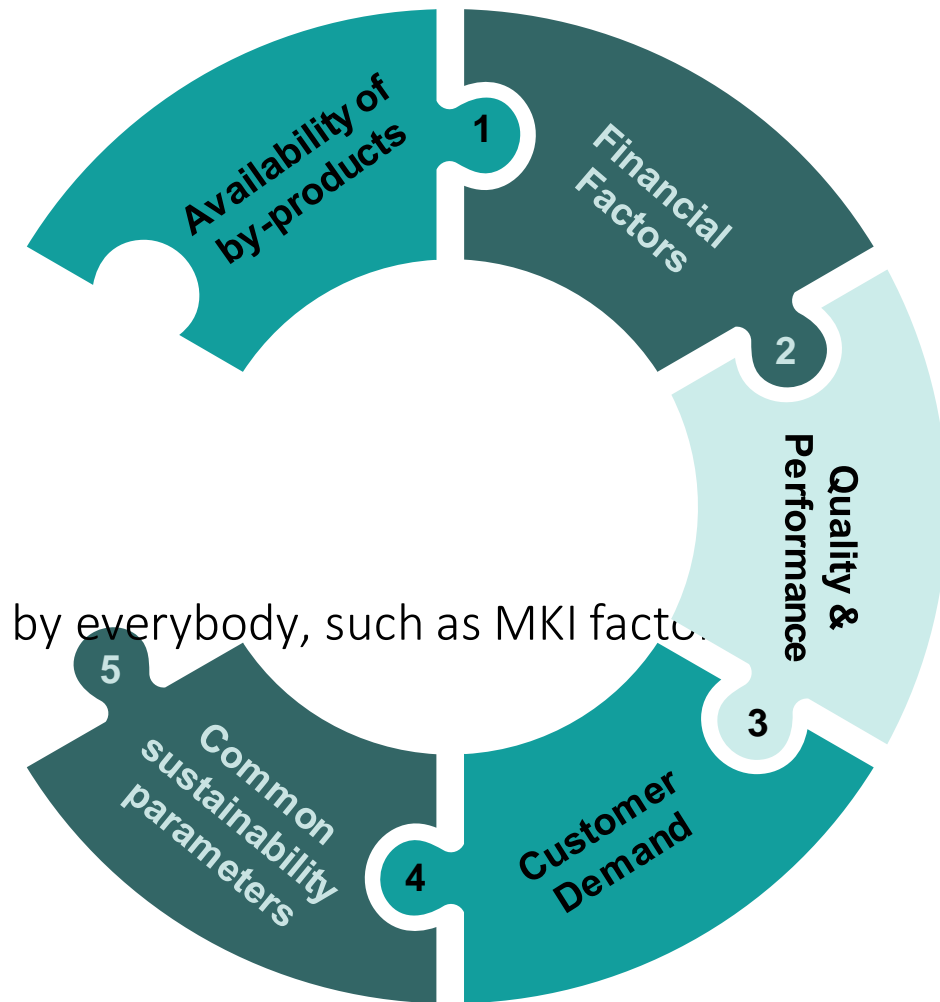 Availability of
by-products
1
Financial
Factors
2
Quality &
Performance
3
Customer
Demand
4
Common
sustainability
parameters
5
by everybody, such as MKI